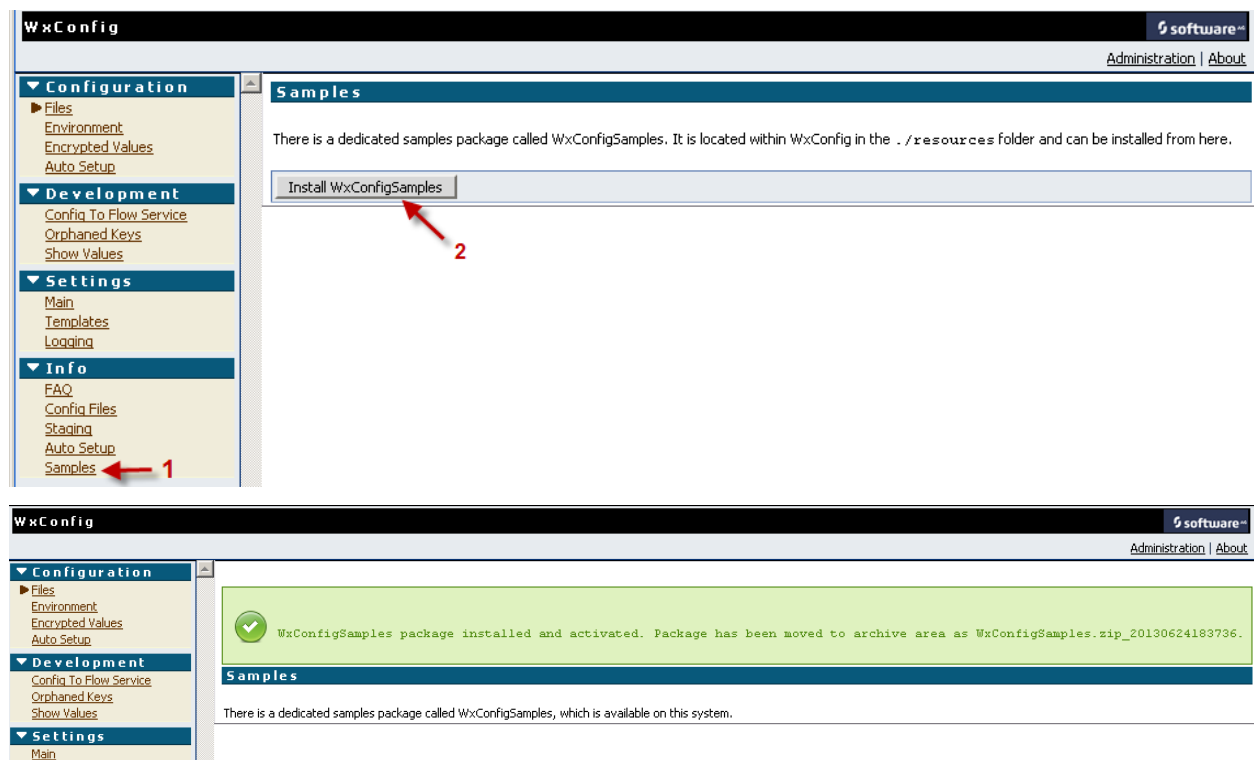 WxConfig
software
Administration | About
Configuration
Files
Environment
Encrypted Values
Auto Setup
Development
Config To Flow Service
Orphaned Keys
Show Values
Settings
Main
Templates
Logging
Info
FAQ
Config Files
Staging
Auto Setup
Samples
1
Samples
There is a dedicated samples package called WxConfigSamples. It is located within WxConfig in the ./resources folder and can be installed from here.
Install WxConfigSamples
2
WxConfig
software
Administration | About
Configuration
Files
Environment
Encrypted Values
Auto Setup
Development
Config To Flow Service
Orphaned Keys
Show Values
Settings
Main
WxConfigSamples package installed and activated. Package has been moved to archive area as WxConfigSamples.zip_20130624183736.
Samples
There is a dedicated samples package called WxConfigSamples, which is available on this system.